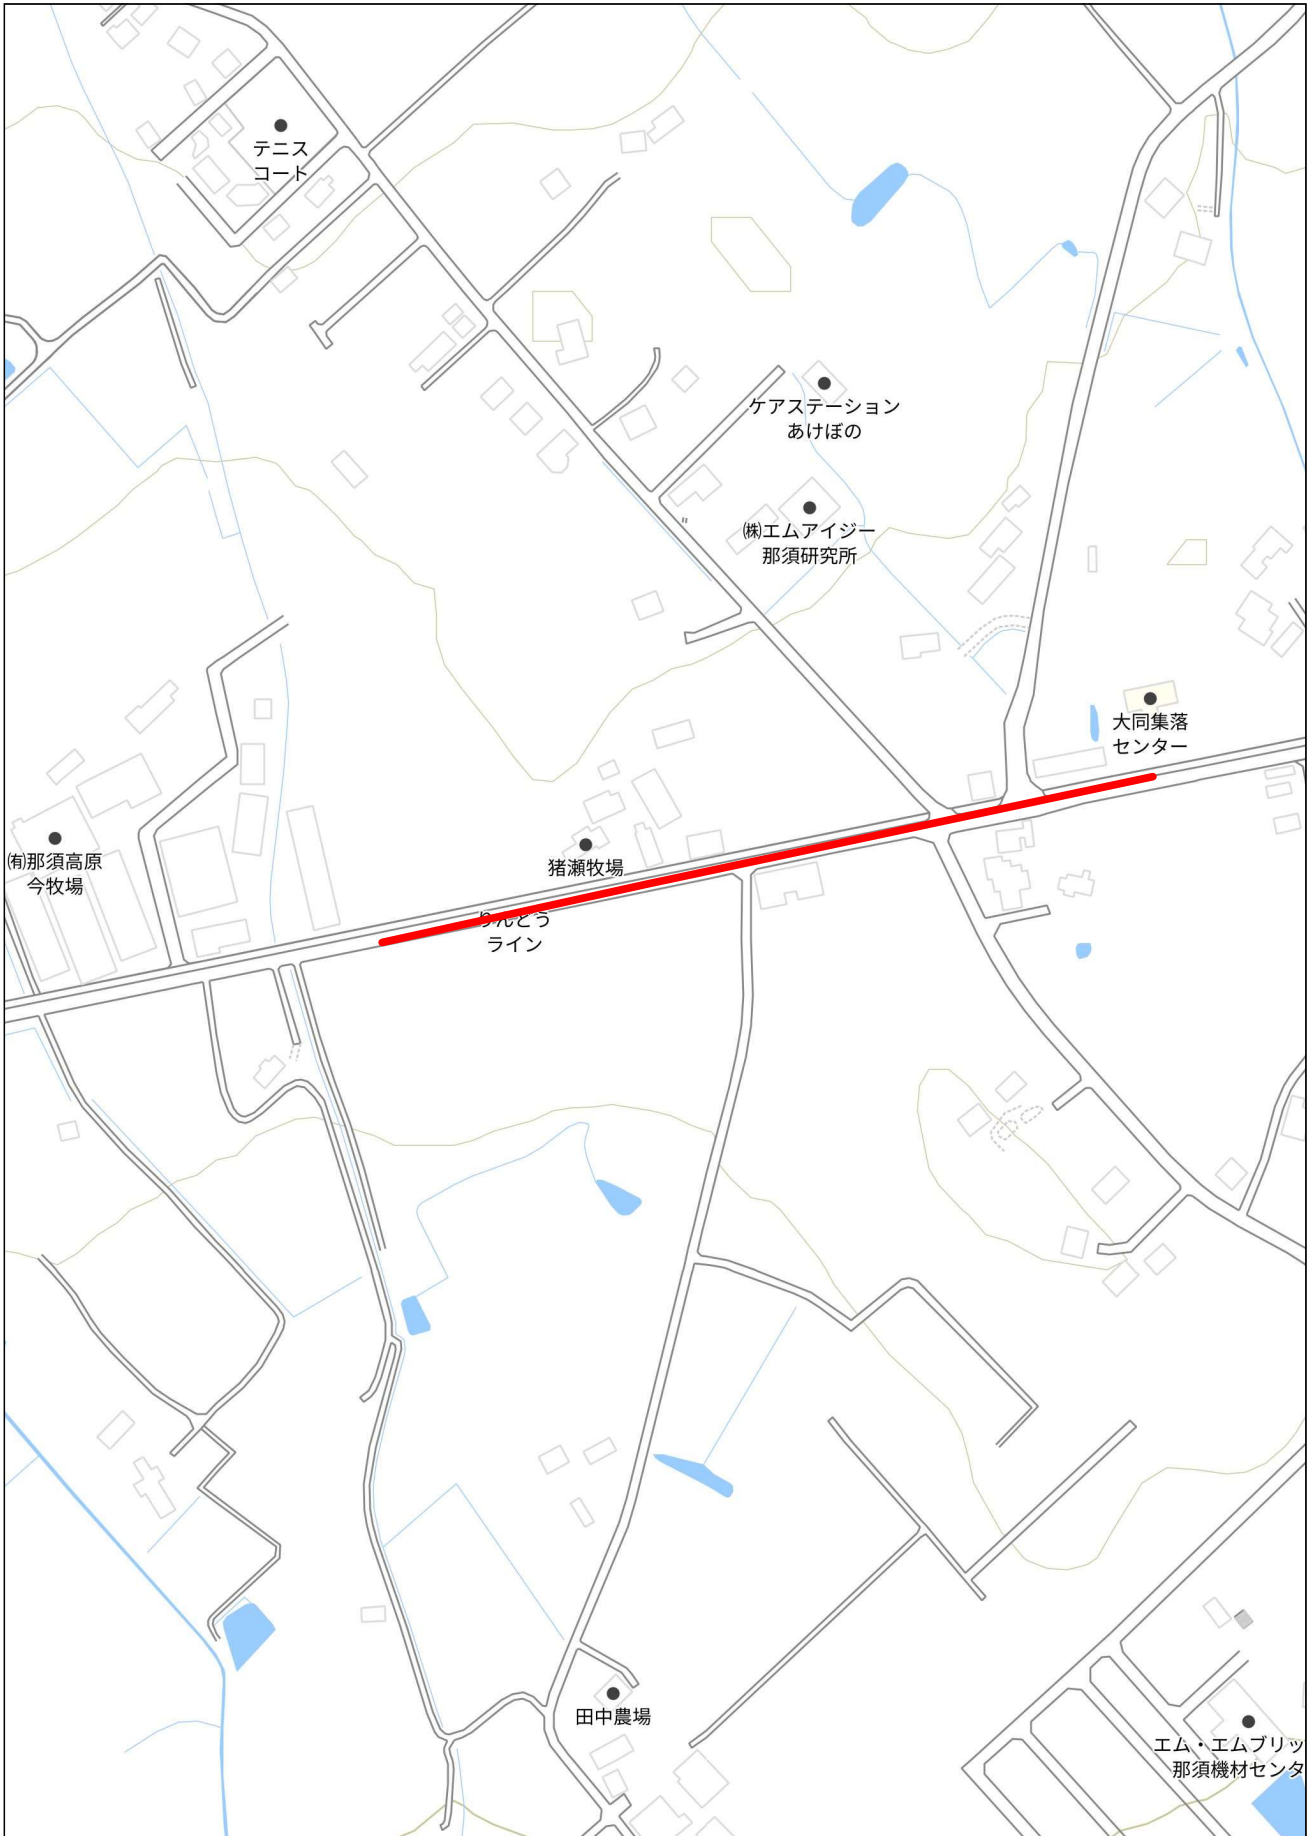 テニス
コート
ケアステーション
あけぼの
㈱エムアイジー
那須研究所
大同集落
センター
㈲那須高原
今牧場
猪瀬牧場
りんどう
ライン
田中農場
エム・エムブリッ
那須機材センタ